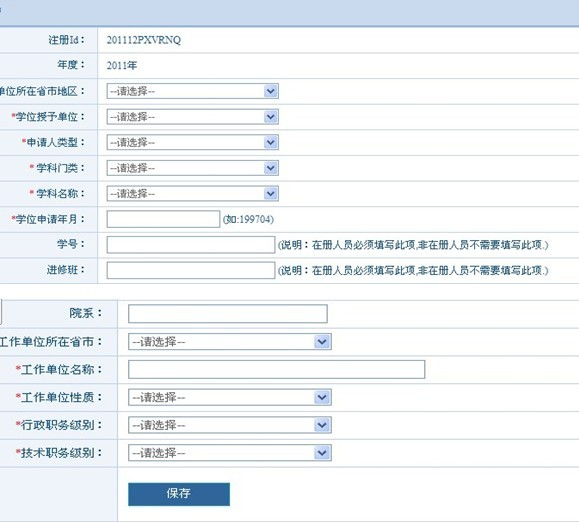 注册Id： 201112PXVRNQ
年度： 2011年
单位所在省市地区： --请选择--
*学位授予单位： --请选择--
*申请人类型： --请选择--
* 学科门类： --请选择--
* 学科名称： --请选择--
*学位申请年月： (如:199704)
学号： (说明：在册人员必须填写此项,非在册人员不需要填写此项.)
进修班： (说明：在册人员必须填写此项,非在册人员不需要填写此项.)
院系：
工作单位所在省市： --请选择--
*工作单位名称：
*工作单位性质： --请选择--
*行政职务级别： --请选择--
*技术职务级别： --请选择--
保存